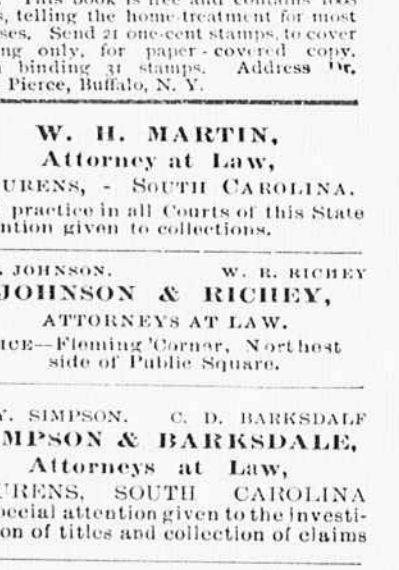 This book is free and contains 1008
, telling the home-treatment for most
ses. Send 21 one-cent stamps, to cover
ng only, for paper-covered copy.
binding 31 stamps. Address Dr.
Pierce, Buffalo, N. Y.
W. H. MARTIN,
Attorney at Law,
URENS, - SOUTH CAROLINA.
practice in all Courts of this State
ntion given to collections.
. JOHNSON. W. R. RICHEY
JOHNSON & RICHEY,
ATTORNEYS AT LAW.
ICE—Fleming 'Corner, Northest
side of Public Square.
Y. SIMPSON. C. D. BARKSDALE
MPSON & BARKSDALE,
Attorneys at Law,
URENS, SOUTH CAROLINA
pecial attention given to the investi-
on of titles and collection of claims